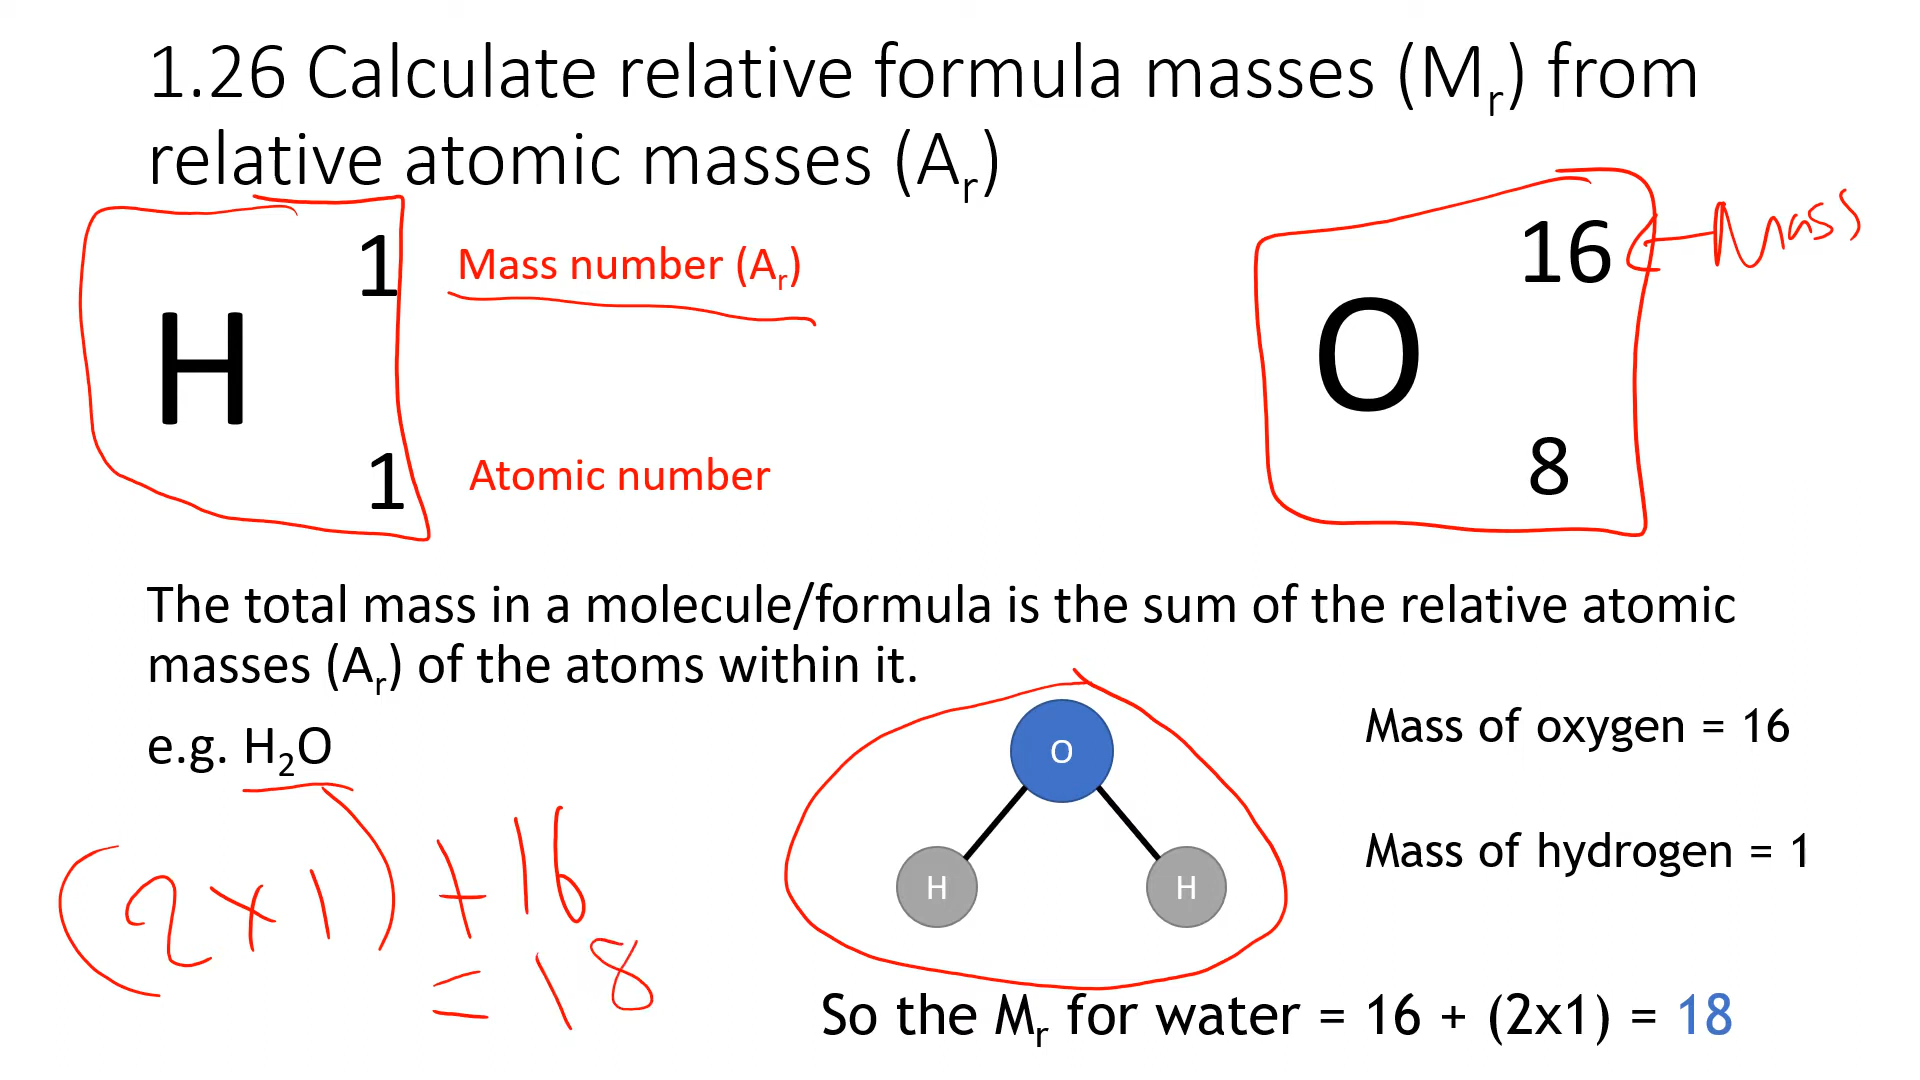 1.26 Calculate relative formula masses (Mᵣ) from
relative atomic masses (Aᵣ)
1 Mass number (Aᵣ)
H
1 Atomic number
16 Mass
O
8
The total mass in a molecule/formula is the sum of the relative atomic
masses (Aᵣ) of the atoms within it.
e.g. H₂O
(2 x 1) + 16
= 18
O
H H
Mass of oxygen = 16
Mass of hydrogen = 1
So the Mᵣ for water = 16 + (2x1) = 18